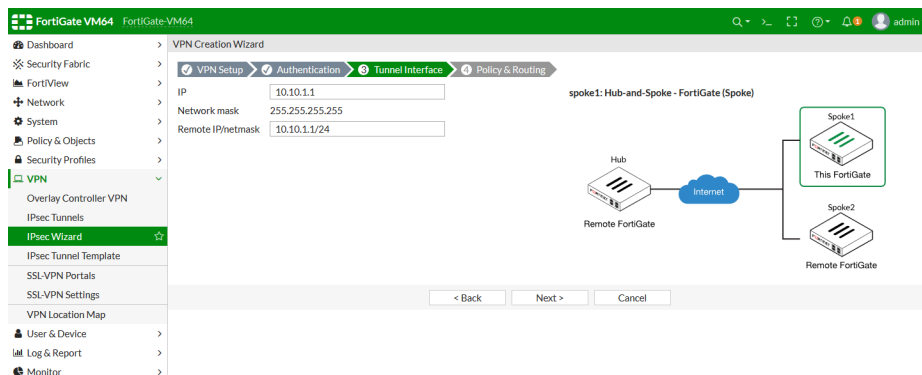 FortiGate VM64 FortiGate-VM64
admin
1
Dashboard
Security Fabric
FortiView
Network
System
Policy & Objects
Security Profiles
VPN
Overlay Controller VPN
IPsec Tunnels
IPsec Wizard
IPsec Tunnel Template
SSL-VPN Portals
SSL-VPN Settings
VPN Location Map
User & Device
Log & Report
Monitor
VPN Creation Wizard
VPN Setup Authentication 3 Tunnel Interface 4 Policy & Routing
IP 10.10.1.1
Network mask 255.255.255.255
Remote IP/netmask 10.10.1.1/24
spoke1: Hub-and-Spoke - FortiGate (Spoke)
Spoke1
This FortiGate
Hub
Internet
Remote FortiGate
Spoke2
Remote FortiGate
< Back Next > Cancel